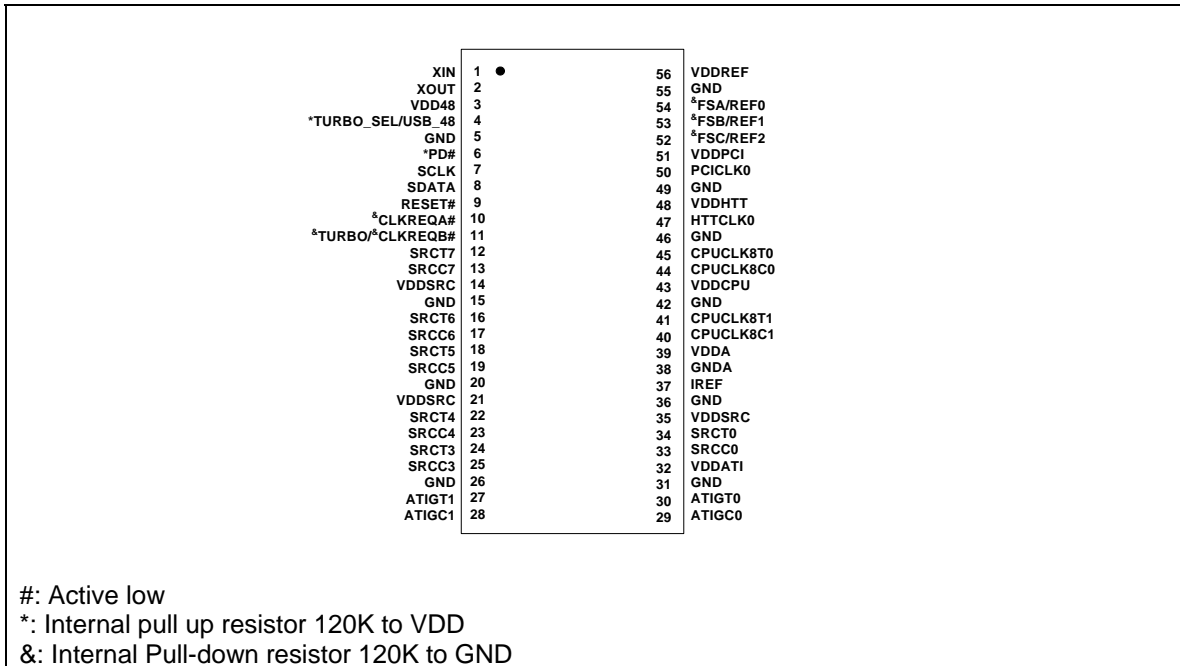 XIN 1 56 VDDREF
XOUT 2 55 GND
VDD48 3 54 &FSA/REF0
*TURBO_SEL/USB_48 4 53 &FSB/REF1
GND 5 52 &FSC/REF2
*PD# 6 51 VDDPCI
SCLK 7 50 PCICLK0
SDATA 8 49 GND
RESET# 9 48 VDDHTT
&CLKREQA# 10 47 HTTCLK0
&TURBO/&CLKREQB# 11 46 GND
SRCT7 12 45 CPUCLK8T0
SRCC7 13 44 CPUCLK8C0
VDDSRC 14 43 VDDCPU
GND 15 42 GND
SRCT6 16 41 CPUCLK8T1
SRCC6 17 40 CPUCLK8C1
SRCT5 18 39 VDDA
SRCC5 19 38 GNDA
GND 20 37 IREF
VDDSRC 21 36 GND
SRCT4 22 35 VDDSRC
SRCC4 23 34 SRCT0
SRCT3 24 33 SRCC0
SRCC3 25 32 VDDATI
GND 26 31 GND
ATIGT1 27 30 ATIGT0
ATIGC1 28 29 ATIGC0
#: Active low
*: Internal pull up resistor 120K to VDD
&: Internal Pull-down resistor 120K to GND